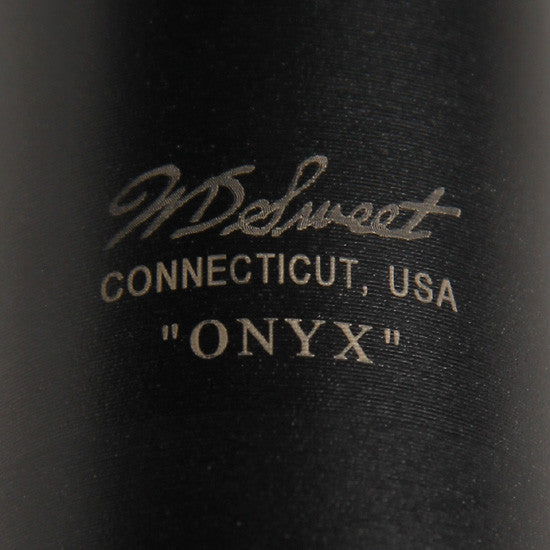 WDSweet
CONNECTICUT, USA
"ONYX"